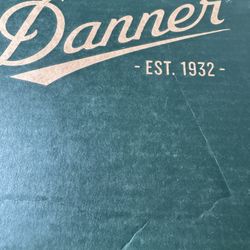 Danner
- EST. 1932 -